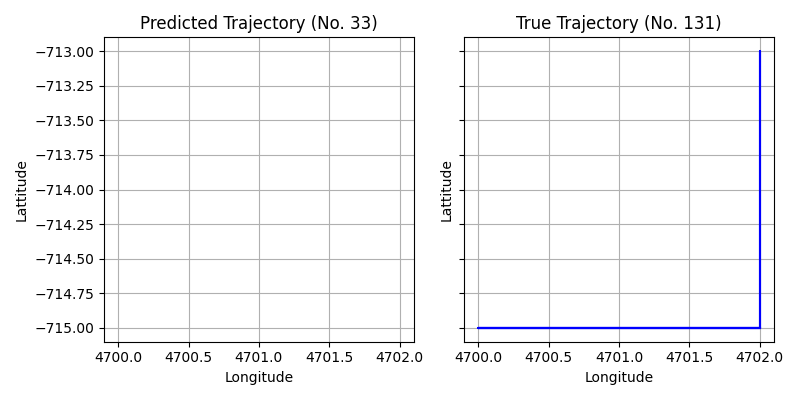 Predicted Trajectory (No. 33)
True Trajectory (No. 131)
Lattitude
−713.00
−713.25
−713.50
−713.75
−714.00
−714.25
−714.50
−714.75
−715.00
4700.0 4700.5 4701.0 4701.5 4702.0
Longitude
Lattitude
4700.0 4700.5 4701.0 4701.5 4702.0
Longitude